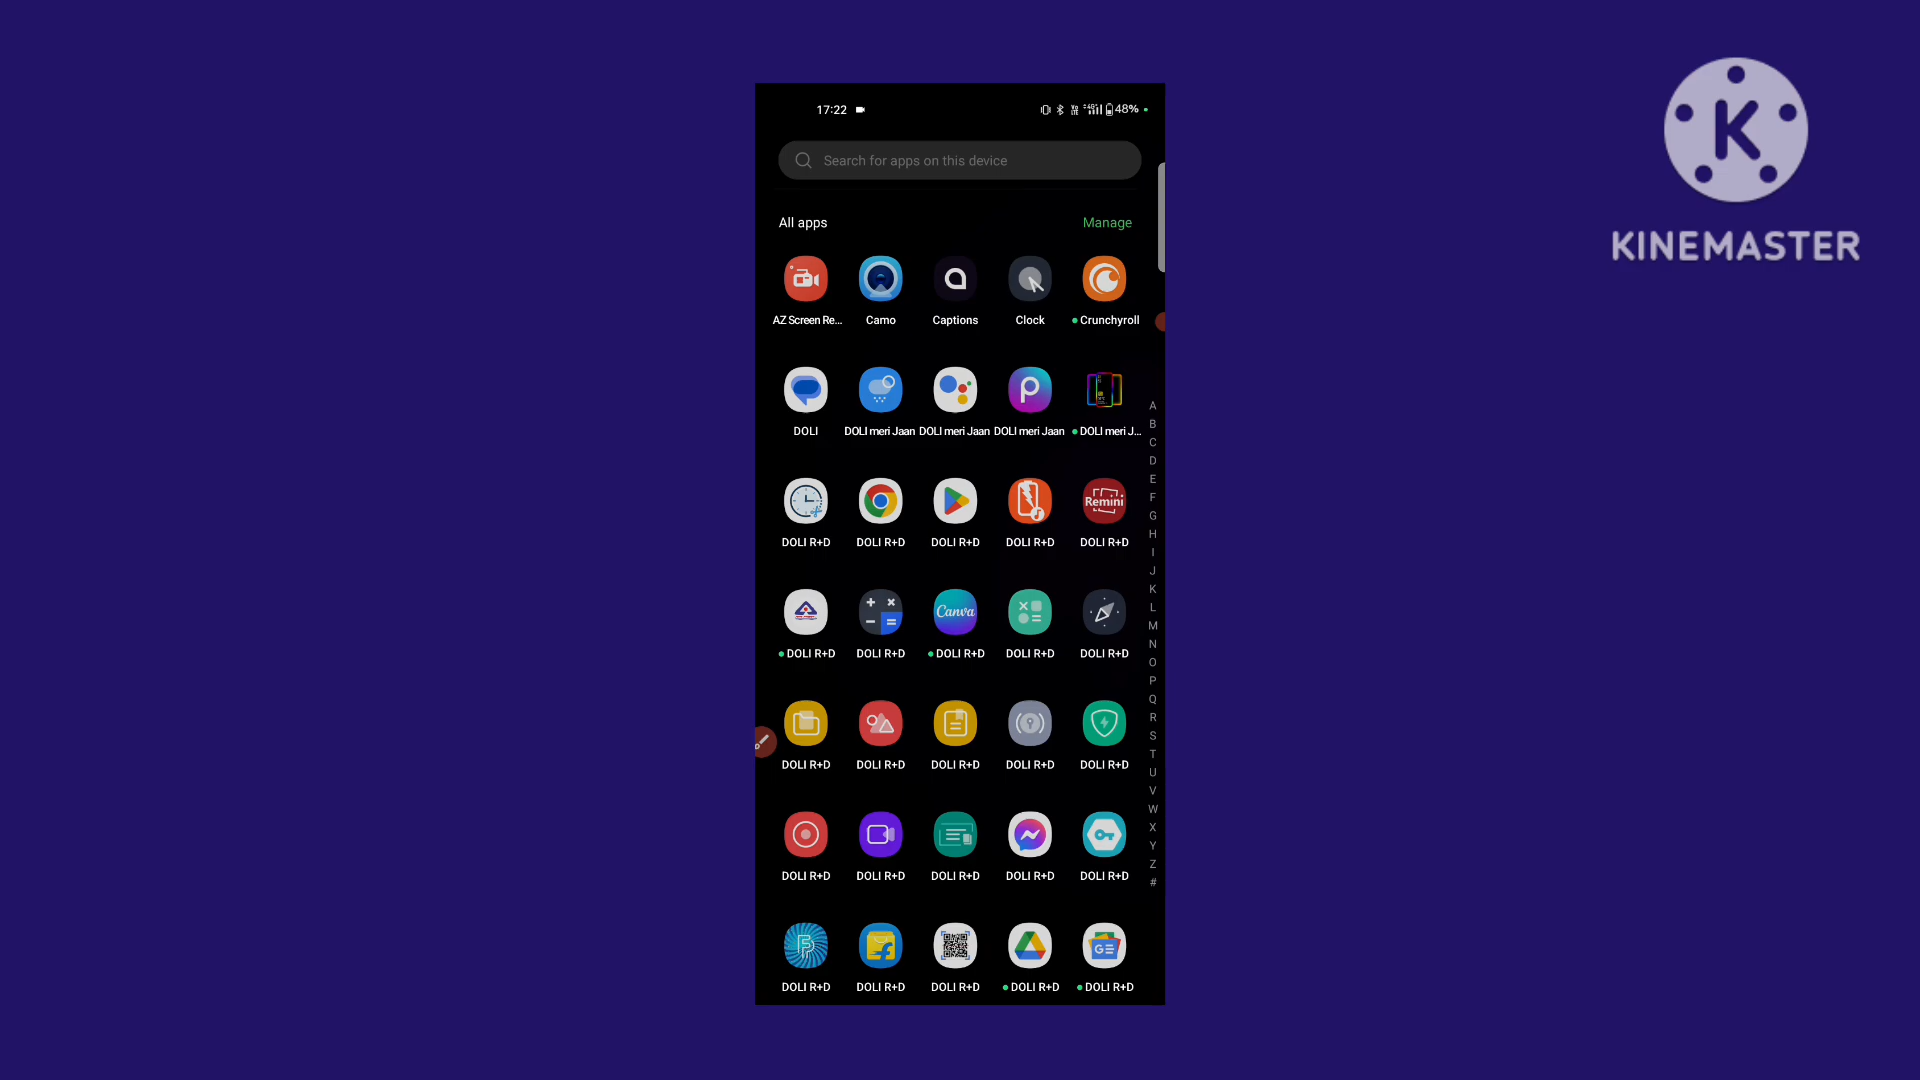 17:22 48%
KINEMASTER
Search for apps on this device
All apps Manage
AZ Screen Re... Camo Captions Clock Crunchyroll
DOLI DOLI meri Jaan DOLI meri Jaan DOLI meri Jaan DOLI meri J...
Remini
DOLI R+D DOLI R+D DOLI R+D DOLI R+D DOLI R+D
Canva
DOLI R+D DOLI R+D DOLI R+D DOLI R+D DOLI R+D
DOLI R+D DOLI R+D DOLI R+D DOLI R+D DOLI R+D
DOLI R+D DOLI R+D DOLI R+D DOLI R+D DOLI R+D
DOLI R+D DOLI R+D DOLI R+D DOLI R+D DOLI R+D
A
B
C
D
E
F
G
H
I
J
K
L
M
N
O
P
Q
R
S
T
U
V
W
X
Y
Z
#